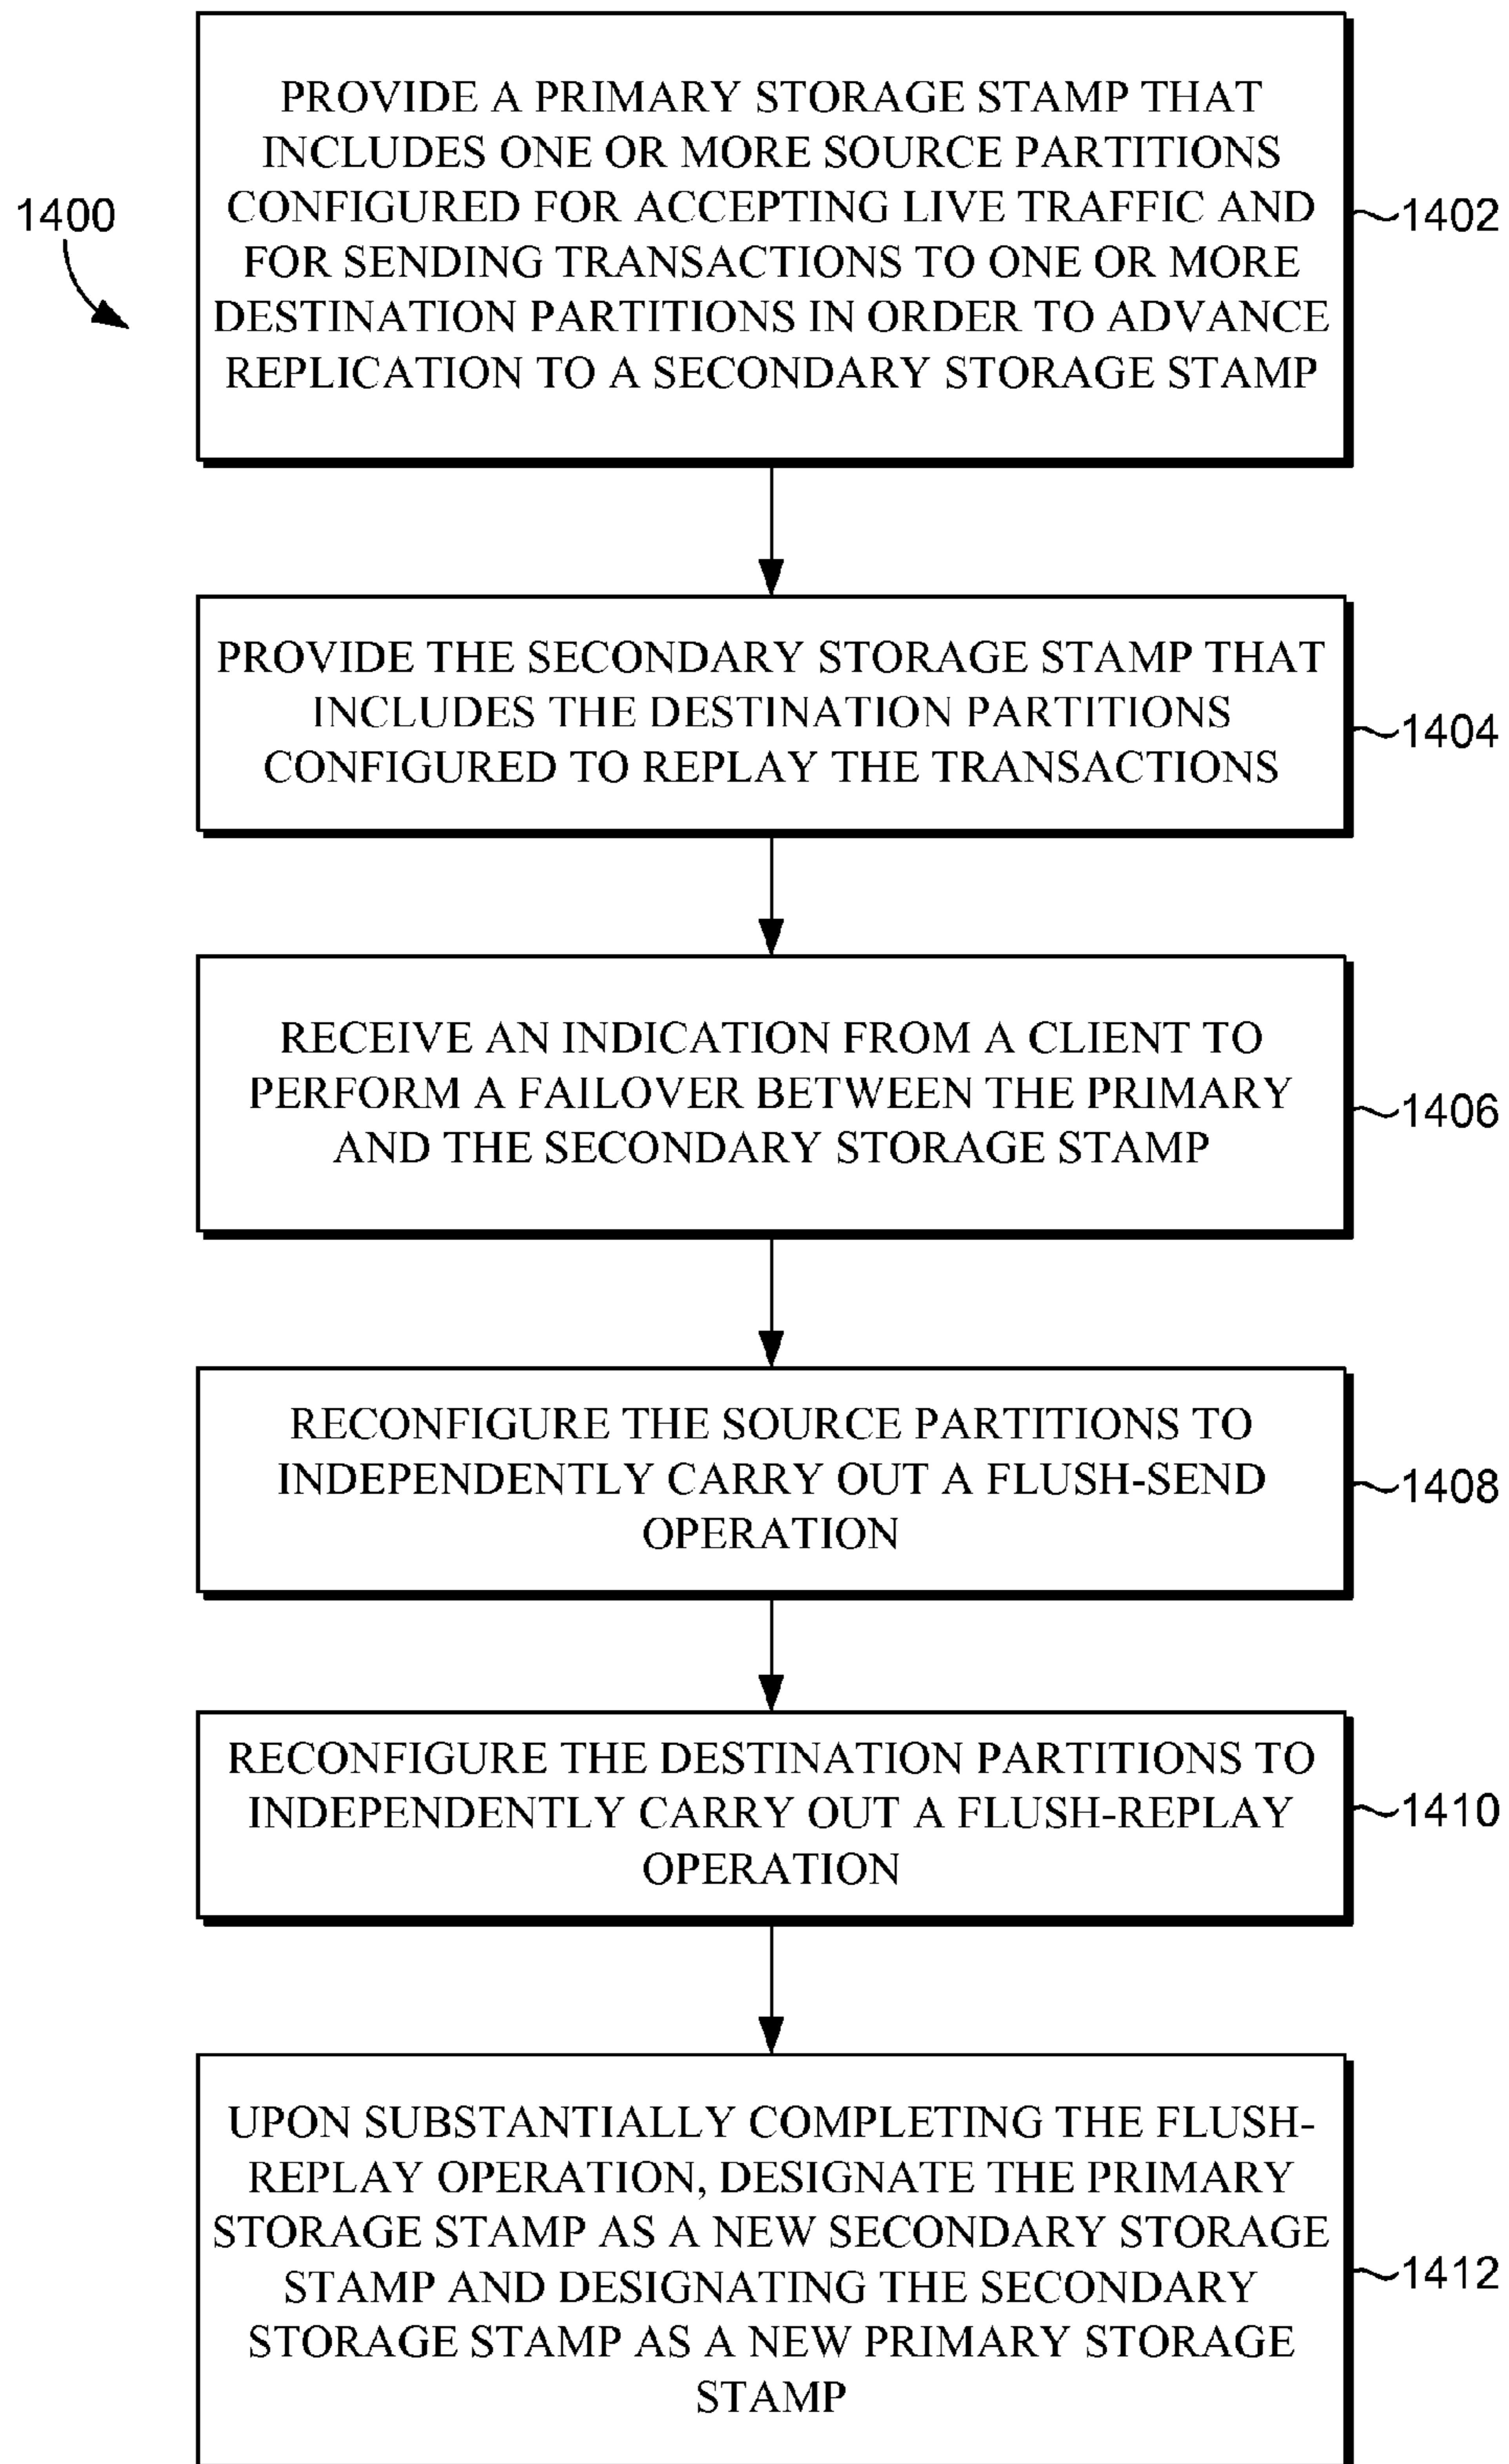 1400
PROVIDE A PRIMARY STORAGE STAMP THAT
INCLUDES ONE OR MORE SOURCE PARTITIONS
CONFIGURED FOR ACCEPTING LIVE TRAFFIC AND
FOR SENDING TRANSACTIONS TO ONE OR MORE
DESTINATION PARTITIONS IN ORDER TO ADVANCE
REPLICATION TO A SECONDARY STORAGE STAMP
1402
PROVIDE THE SECONDARY STORAGE STAMP THAT
INCLUDES THE DESTINATION PARTITIONS
CONFIGURED TO REPLAY THE TRANSACTIONS
1404
RECEIVE AN INDICATION FROM A CLIENT TO
PERFORM A FAILOVER BETWEEN THE PRIMARY
AND THE SECONDARY STORAGE STAMP
1406
RECONFIGURE THE SOURCE PARTITIONS TO
INDEPENDENTLY CARRY OUT A FLUSH-SEND
OPERATION
1408
RECONFIGURE THE DESTINATION PARTITIONS TO
INDEPENDENTLY CARRY OUT A FLUSH-REPLAY
OPERATION
1410
UPON SUBSTANTIALLY COMPLETING THE FLUSH-
REPLAY OPERATION, DESIGNATE THE PRIMARY
STORAGE STAMP AS A NEW SECONDARY STORAGE
STAMP AND DESIGNATING THE SECONDARY
STORAGE STAMP AS A NEW PRIMARY STORAGE
STAMP
1412